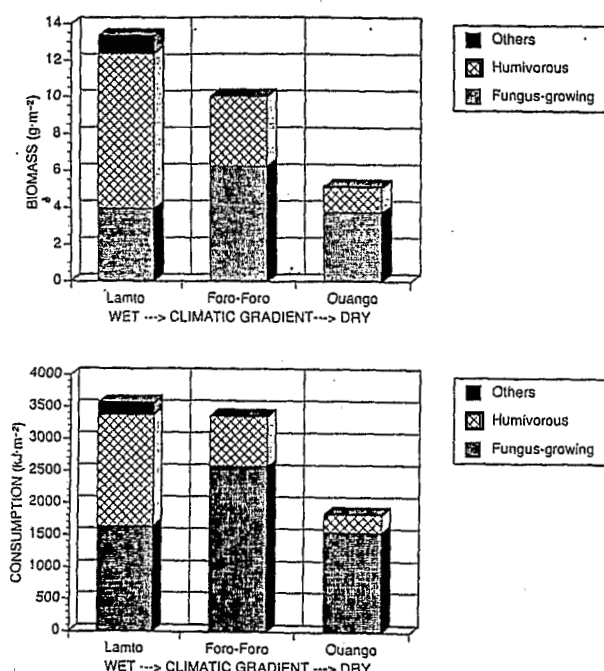 14
12
10
8
6
4
2
0
BIOMASS (g·m⁻²)
Lamto Foro-Foro Ouango
WET ---> CLIMATIC GRADIENT---> DRY
Others
Humivorous
Fungus-growing
4000
3500
3000
2500
2000
1500
1000
500
0
CONSUMPTION (kJ·m⁻²)
Lamto Foro-Foro Ouango
WET ---> CLIMATIC GRADIENT ---> DRY
Others
Humivorous
Fungus-growing